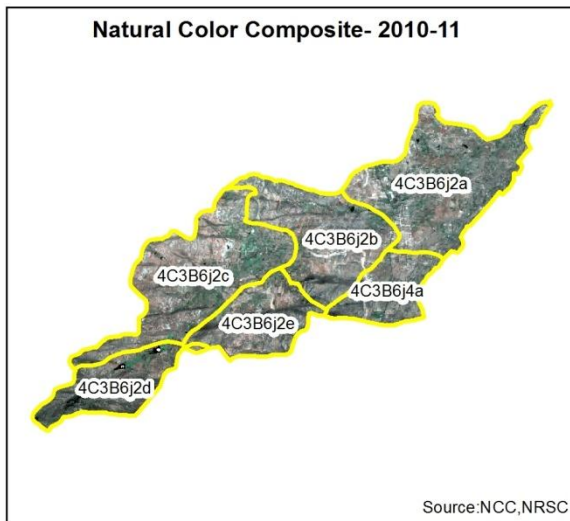 Natural Color Composite- 2010-11
4C3B6j2a
4C3B6j2b
4C3B6j2c
4C3B6j4a
4C3B6j2e
4C3B6j2d
Source:NCC,NRSC